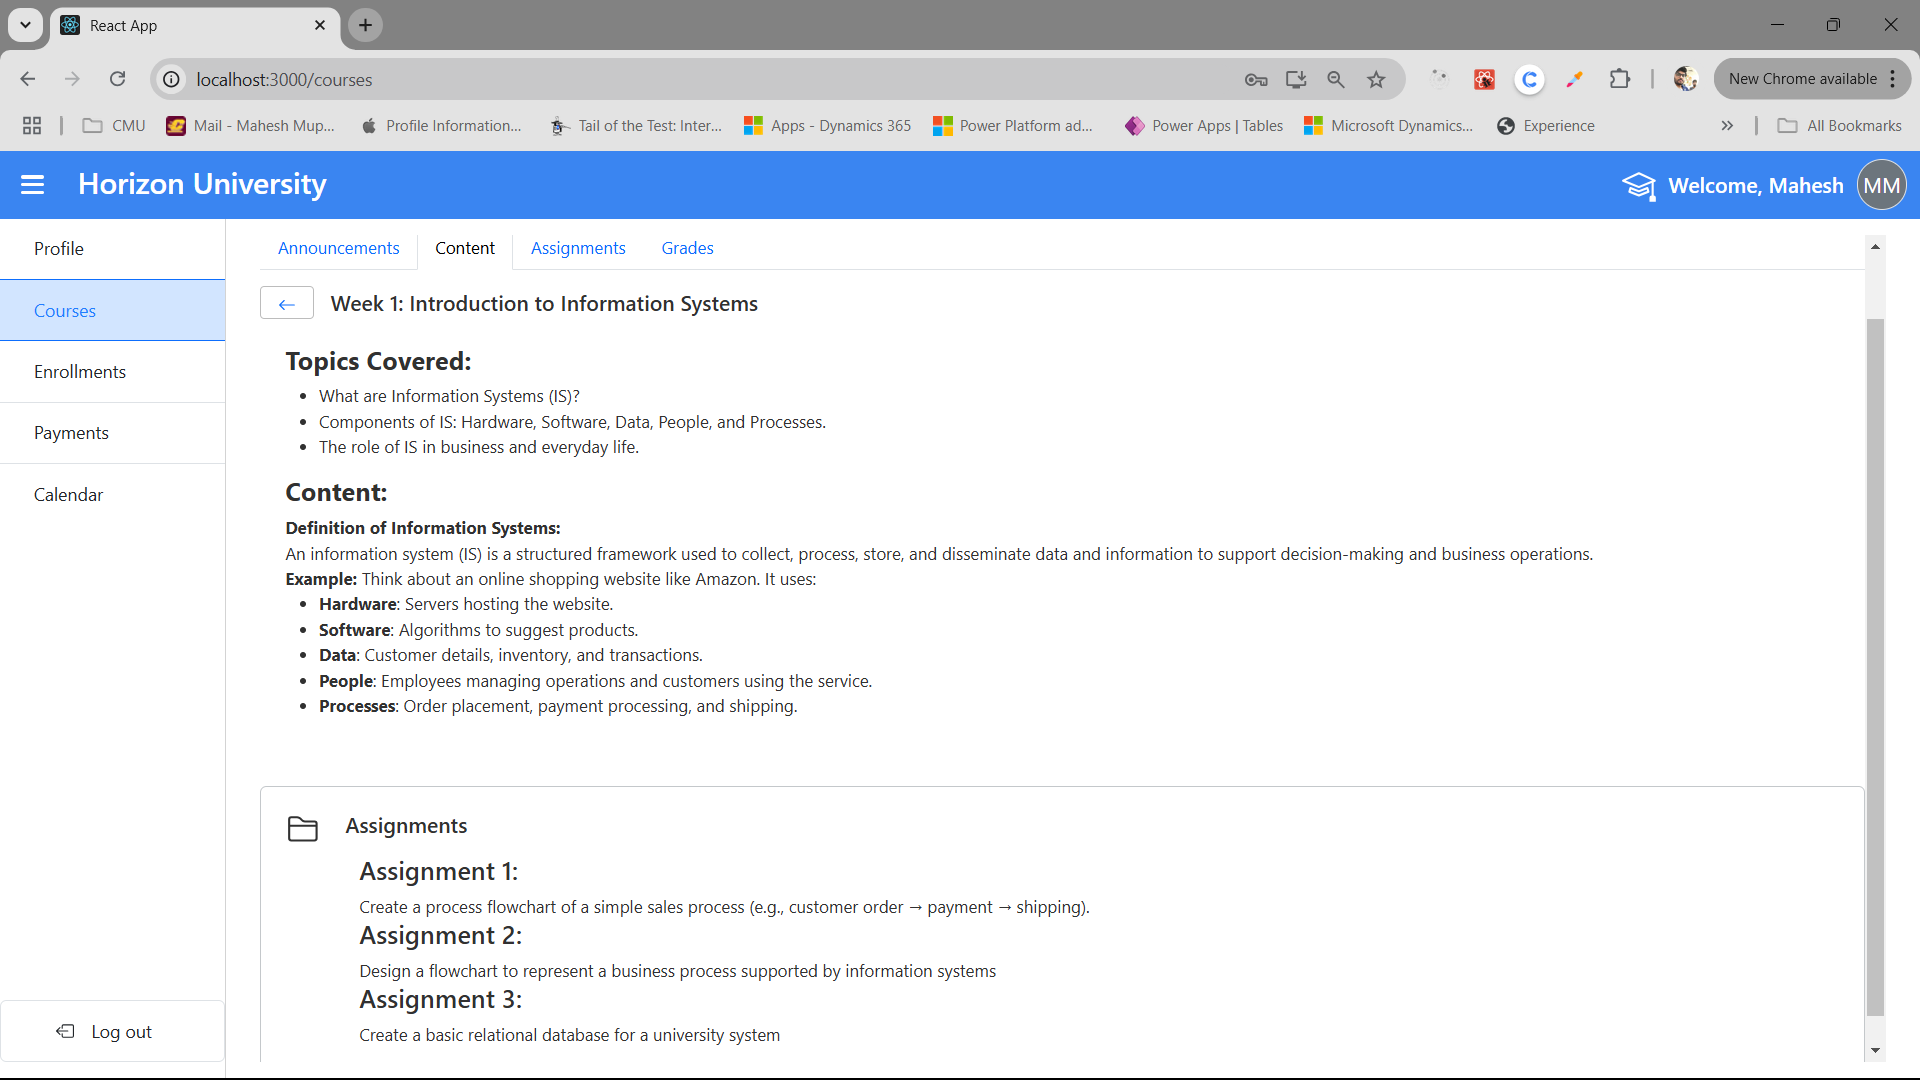 React App
localhost:3000/courses
New Chrome available
CMU
Mail - Mahesh Mup...
Profile Information...
Tail of the Test: Inter...
Apps - Dynamics 365
Power Platform ad...
Power Apps | Tables
Microsoft Dynamics...
Experience
All Bookmarks
Horizon University
Welcome, Mahesh
MM
Profile
Courses
Enrollments
Payments
Calendar
Log out
Announcements
Content
Assignments
Grades
Week 1: Introduction to Information Systems
Topics Covered:
• What are Information Systems (IS)?
• Components of IS: Hardware, Software, Data, People, and Processes.
• The role of IS in business and everyday life.
Content:
Definition of Information Systems:
An information system (IS) is a structured framework used to collect, process, store, and disseminate data and information to support decision-making and business operations.
Example: Think about an online shopping website like Amazon. It uses:
• Hardware: Servers hosting the website.
• Software: Algorithms to suggest products.
• Data: Customer details, inventory, and transactions.
• People: Employees managing operations and customers using the service.
• Processes: Order placement, payment processing, and shipping.
Assignments
Assignment 1:
Create a process flowchart of a simple sales process (e.g., customer order → payment → shipping).
Assignment 2:
Design a flowchart to represent a business process supported by information systems
Assignment 3:
Create a basic relational database for a university system